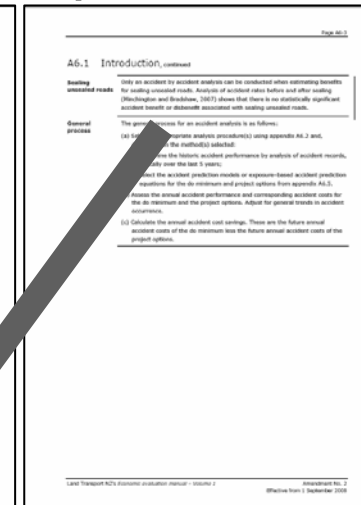 Page A6-3
A6.1 Introduction, continued
Sealing unsealed roads
Only an accident by accident analysis can be conducted when estimating benefits
for sealing unsealed roads. Analysis of accident rates before and after sealing
(Minchington and Bradshaw, 2007) shows that there is no statistically significant
accident benefit or disbenefit associated with sealing unsealed roads.
General process
The general process for an accident analysis is as follows:
(a) analysis procedure(s) using appendix A6.2 and,
the method(s) selected:
the historic accident performance by analysis of accident records,
over the last 5 years;
the accident prediction models or exposure-based accident prediction
equations for the do minimum and project options from appendix A6.5.
Assess the annual accident performance and corresponding accident costs for
the do minimum and the project options. Adjust for general trends in accident
occurrence.
(c) Calculate the annual accident cost savings. These are the future annual
accident costs of the do minimum less the future annual accident costs of the
project options.
Land Transport NZ's Economic evaluation manual – Volume 1
Amendment No. 2
Effective from 1 September 2008